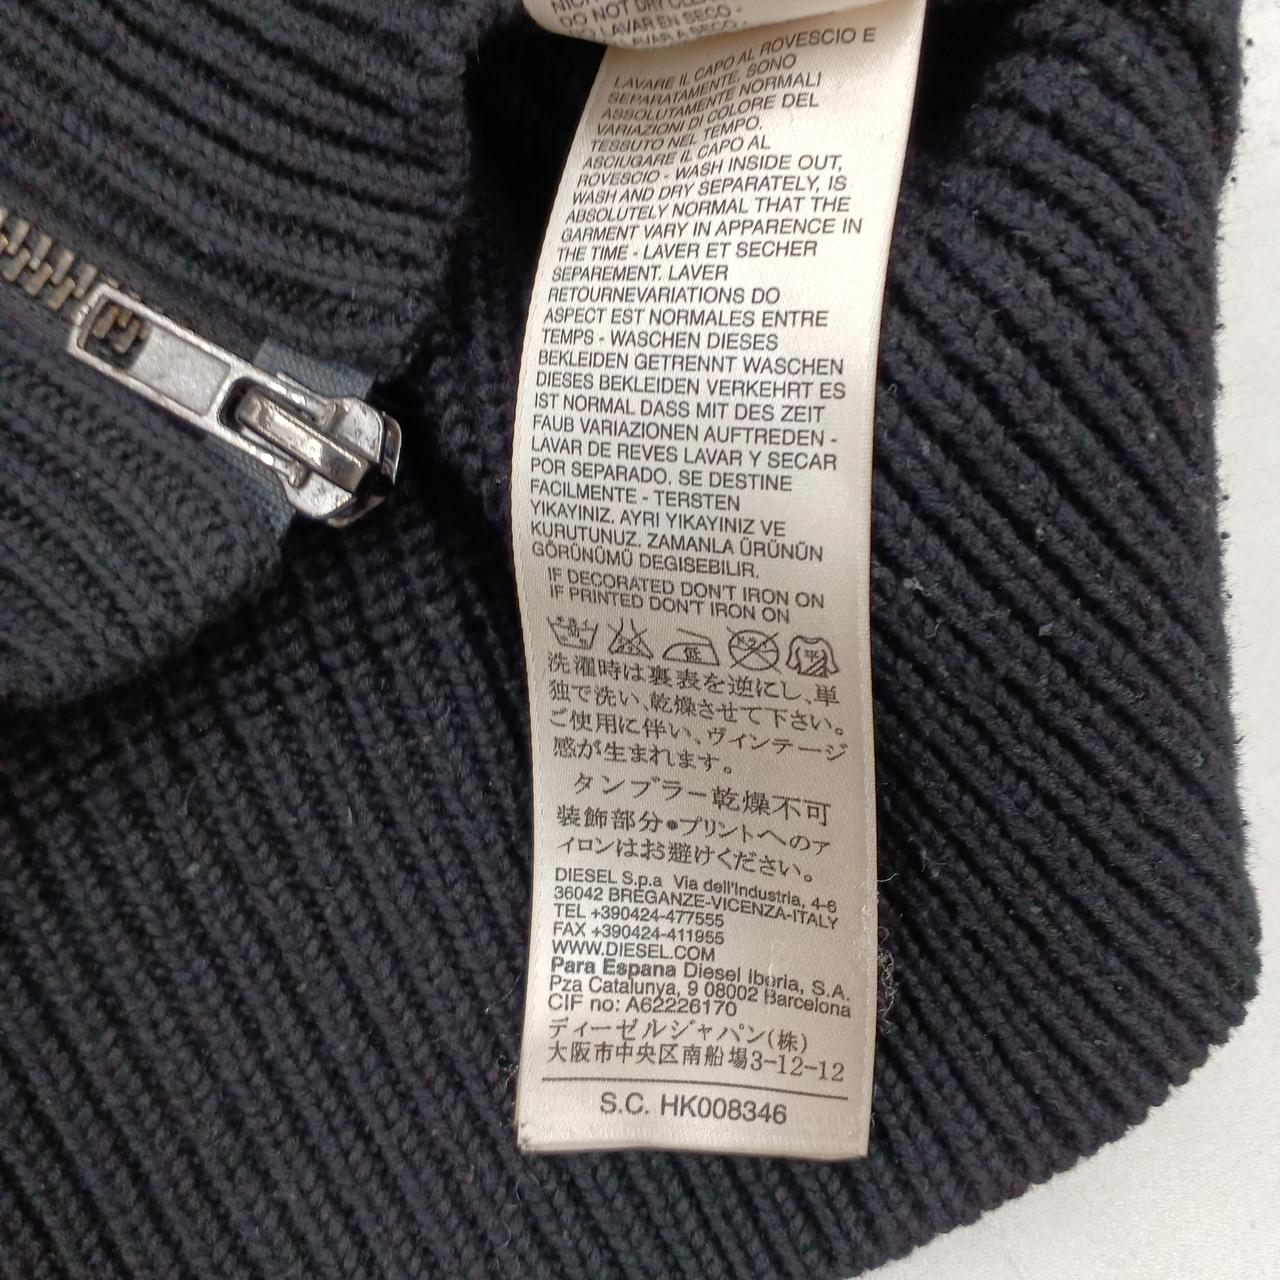 DO NOT DRY CLEAN
NO LAVAR EN SECO.
LAVARE IL CAPO AL ROVESCIO E
SEPARATAMENTE. SONO
ASSOLUTAMENTE NORMALI
VARIAZIONI DI COLORE DEL
TESSUTO NEL TEMPO.
ASCIUGARE IL CAPO AL
ROVESCIO - WASH INSIDE OUT,
WASH AND DRY SEPARATELY, IS
ABSOLUTELY NORMAL THAT THE
GARMENT VARY IN APPARENCE IN
THE TIME - LAVER ET SECHER
SEPAREMENT. LAVER
RETOURNEVARIATIONS DO
ASPECT EST NORMALES ENTRE
TEMPS - WASCHEN DIESES
BEKLEIDEN GETRENNT WASCHEN
DIESES BEKLEIDEN VERKEHRT ES
IST NORMAL DASS MIT DES ZEIT
FAUB VARIAZIONEN AUFTREDEN -
LAVAR DE REVES LAVAR Y SECAR
POR SEPARADO. SE DESTINE
FACILMENTE - TERSTEN
YIKAYINIZ. AYRI YIKAYINIZ VE
KURUTUNUZ. ZAMANLA ÜRÜNÜN
GÖRÜNÜMÜ DEGISEBILIR.
IF DECORATED DON'T IRON ON
IF PRINTED DON'T IRON ON
低 平
洗濯時は裏表を逆にし、単
独で洗い、乾燥させて下さい。
ご使用に伴い、ヴィンテージ
感が生まれます。
タンブラー乾燥不可
装飾部分●プリントへのア
イロンはお避けください。
DIESEL S.p.a Via dell'Industria, 4-6
36042 BREGANZE-VICENZA-ITALY
TEL +390424-477555
FAX +390424-411955
WWW.DIESEL.COM
Para Espana Diesel Iberia, S.A.
Pza Catalunya, 9 08002 Barcelona
CIF no: A62226170
ディーゼルジャパン(株)
大阪市中央区南船場3-12-12
S.C. HK008346